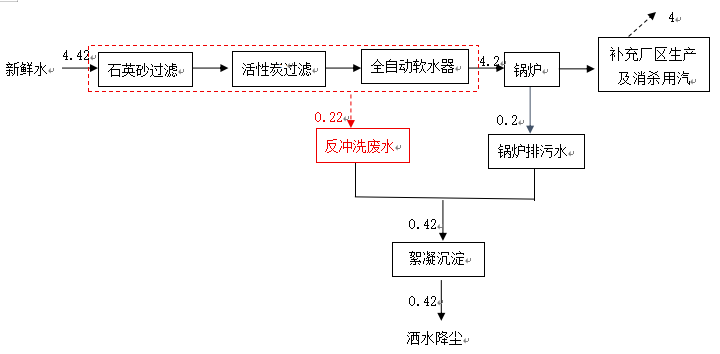 4
4.42
新鲜水
石英砂过滤
活性炭过滤
全自动软水器
4.2
锅炉
补充厂区生产
及消杀用汽
0.22
0.2
反冲洗废水
锅炉排污水
0.42
絮凝沉淀
0.42
洒水降尘